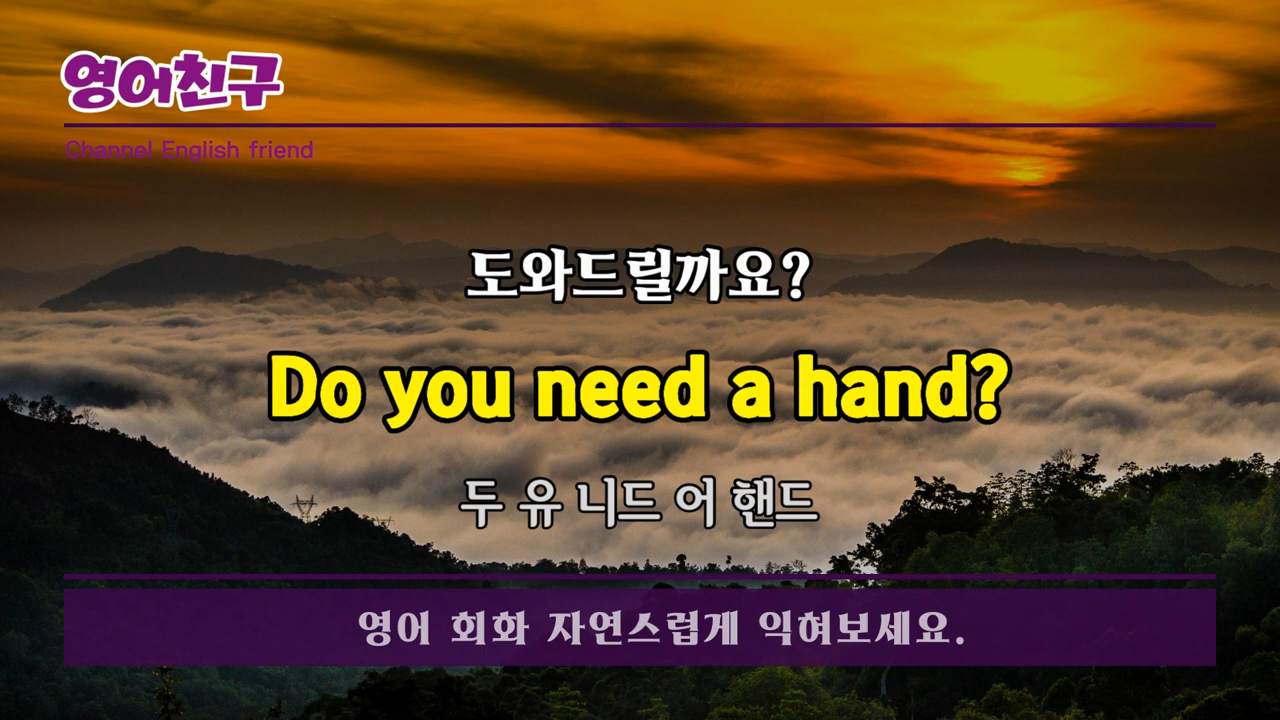 영어친구
Channel English friend
도와드릴까요?
Do you need a hand?
두 유 니드 어 핸드
영어 회화 자연스럽게 익혀보세요.